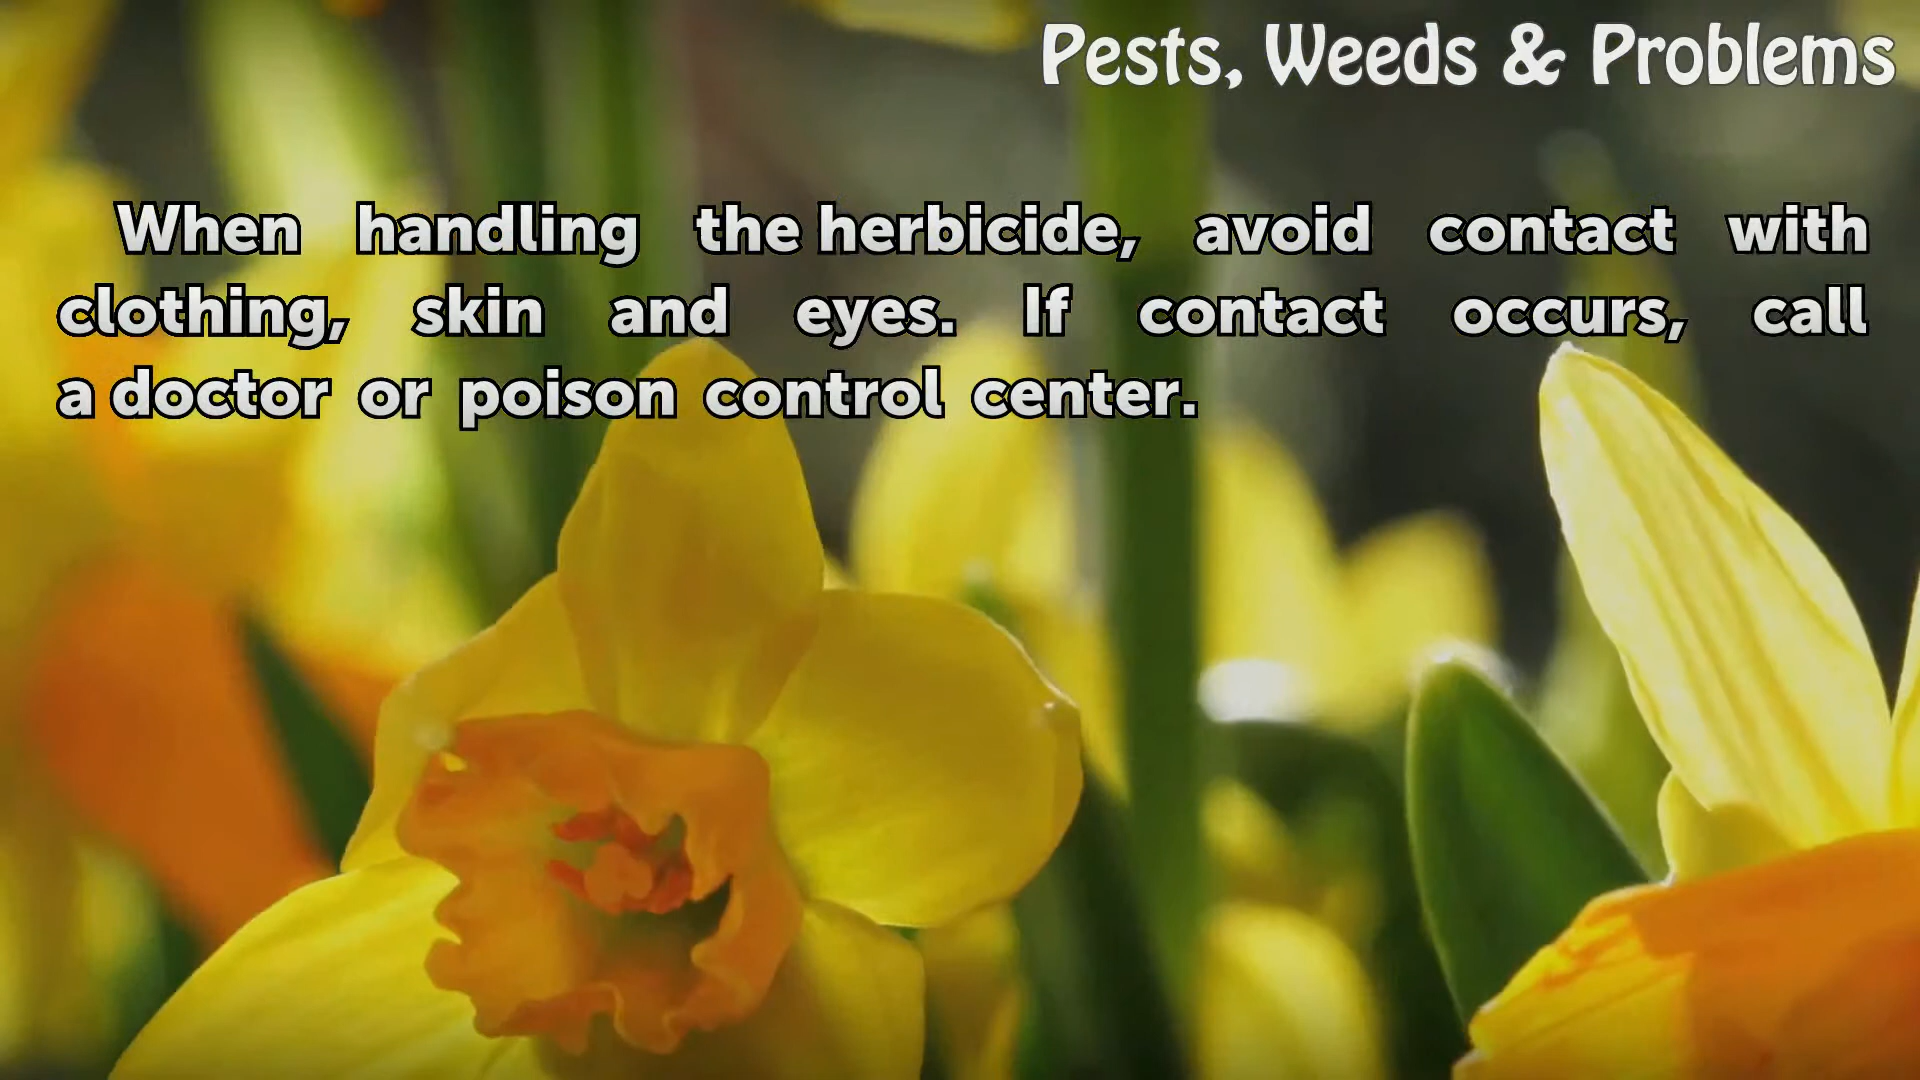 Pests, Weeds & Problems
When handling the herbicide, avoid contact with
clothing, skin and eyes. If contact occurs, call
a doctor or poison control center.